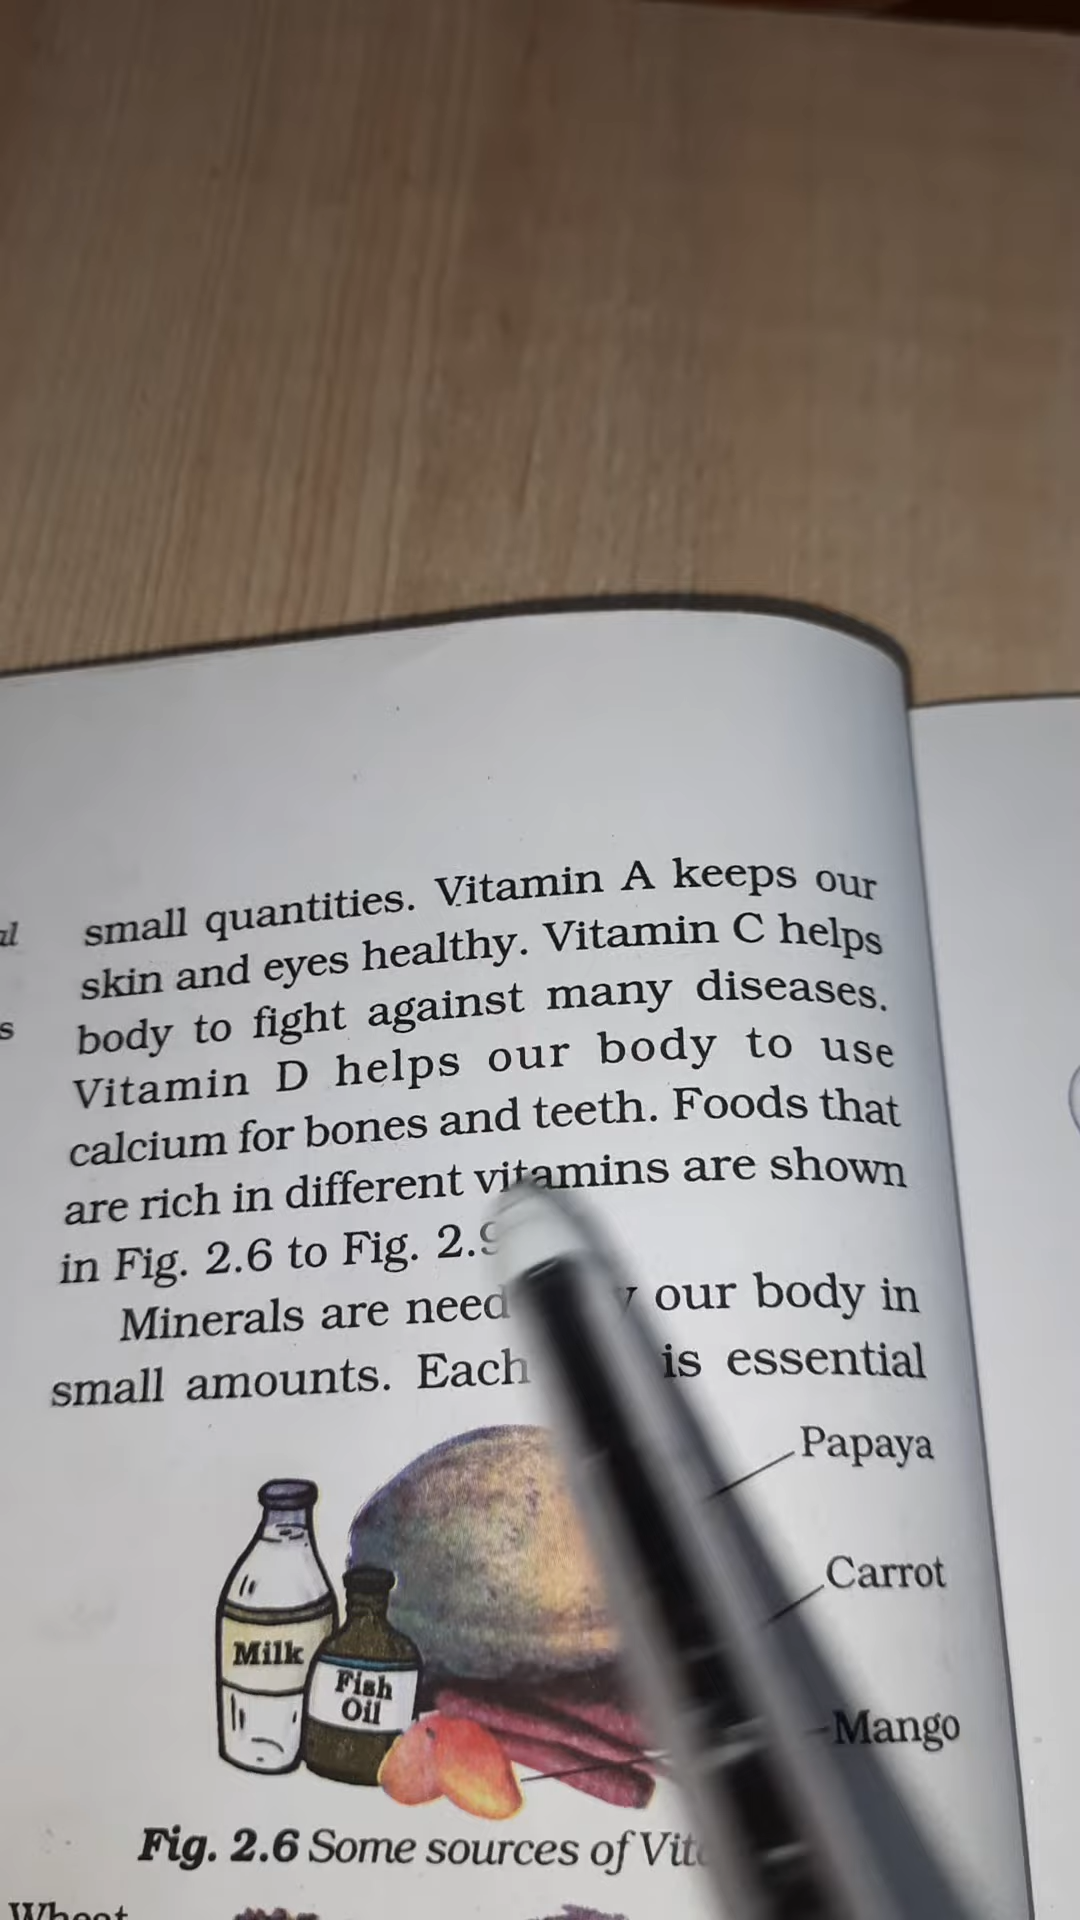 small quantities. Vitamin A keeps our
skin and eyes healthy. Vitamin C helps
body to fight against many diseases.
Vitamin D helps our body to use
calcium for bones and teeth. Foods that
are rich in different vitamins are shown
in Fig. 2.6 to Fig. 2.9
Minerals are need our body in
small amounts. Each is essential
Papaya
Carrot
Milk
Fish
Oil
Mango
Fig. 2.6 Some sources of
Wheat